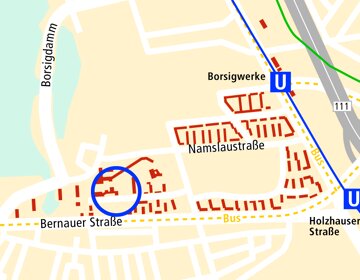 Borsigdamm
Borsigwerke
U
111
Namslaustraße
Bus
U
Bernauer Straße
Bus
Holzhauser
Straße